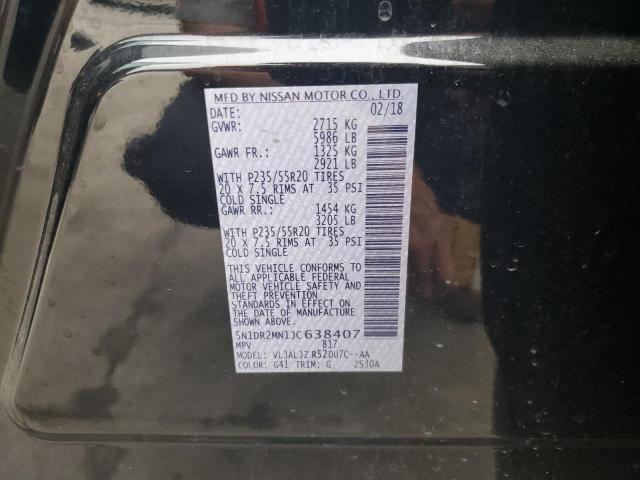 MFD BY NISSAN MOTOR CO., LTD.
DATE: 02/18
GVWR: 2715 KG
5986 LB
GAWR FR.: 1325 KG
2921 LB
WITH P235/55R20 TIRES
20 X 7.5 RIMS AT 35 PSI
COLD SINGLE
GAWR RR.: 1454 KG
3205 LB
WITH P235/55R20 TIRES
20 X 7.5 RIMS AT 35 PSI
COLD SINGLE
THIS VEHICLE CONFORMS TO
ALL APPLICABLE FEDERAL
MOTOR VEHICLE SAFETY AND
THEFT PREVENTION
STANDARDS IN EFFECT ON
THE DATE OF MANUFACTURE
SHOWN ABOVE.
5N1DR2MN1JC638407
MPV 817
MODEL: VLJALJZ R52DU7C--AA
COLOR: G41 TRIM: G ZS30A